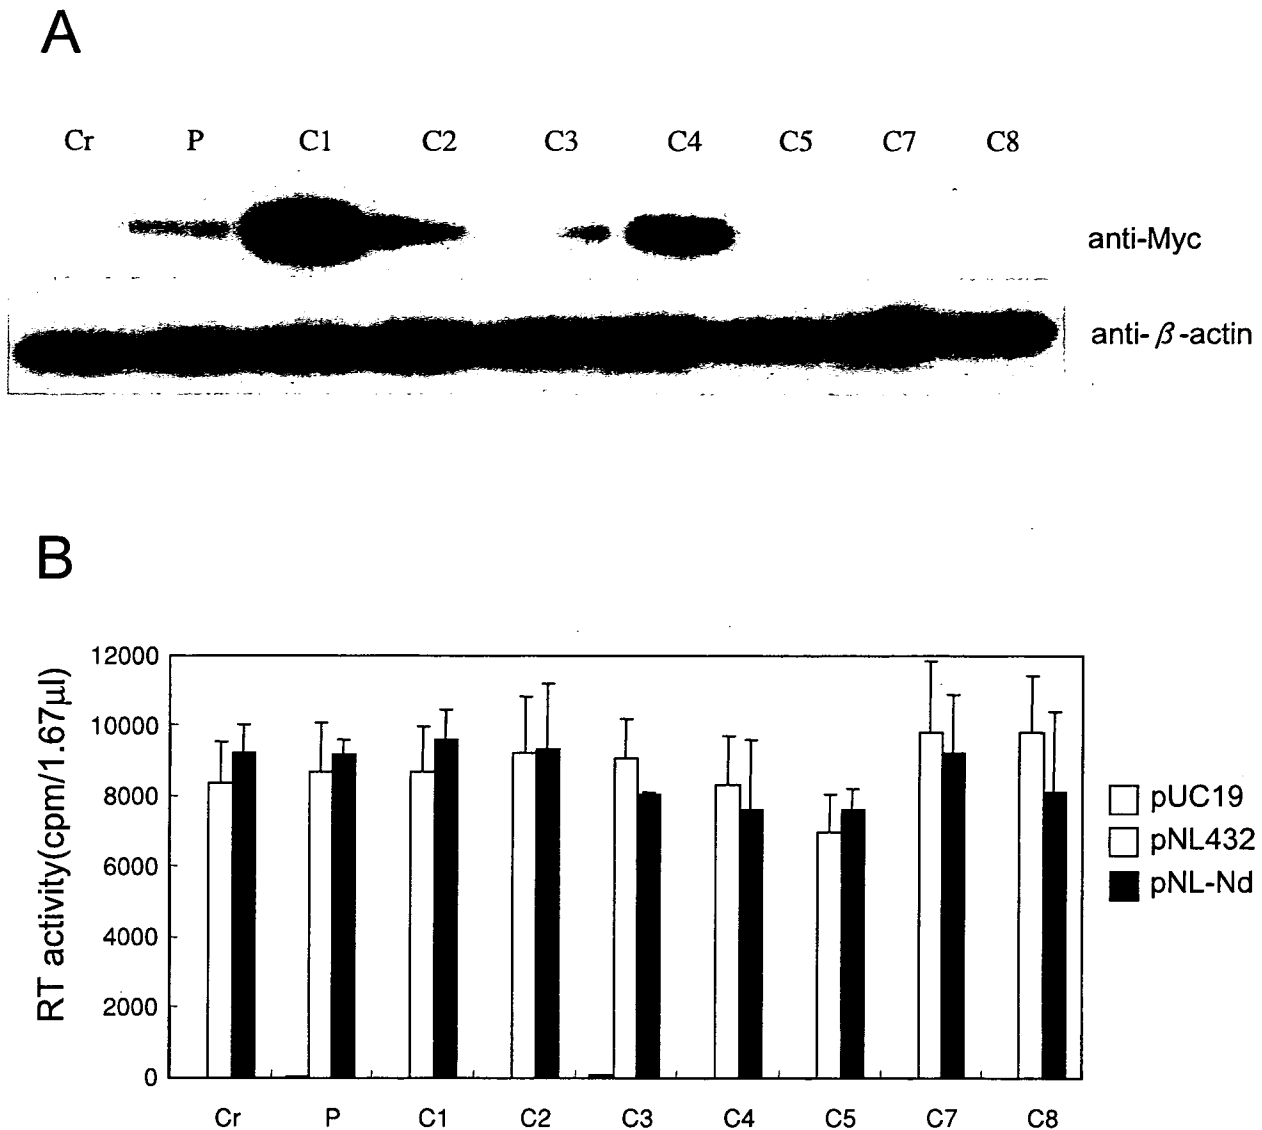 A
Cr P C1 C2 C3 C4 C5 C7 C8
anti-Myc
anti-β-actin
B
RT activity(cpm/1.67μl)
12000
10000
8000
6000
4000
2000
0
Cr P C1 C2 C3 C4 C5 C7 C8
pUC19
pNL432
pNL-Nd